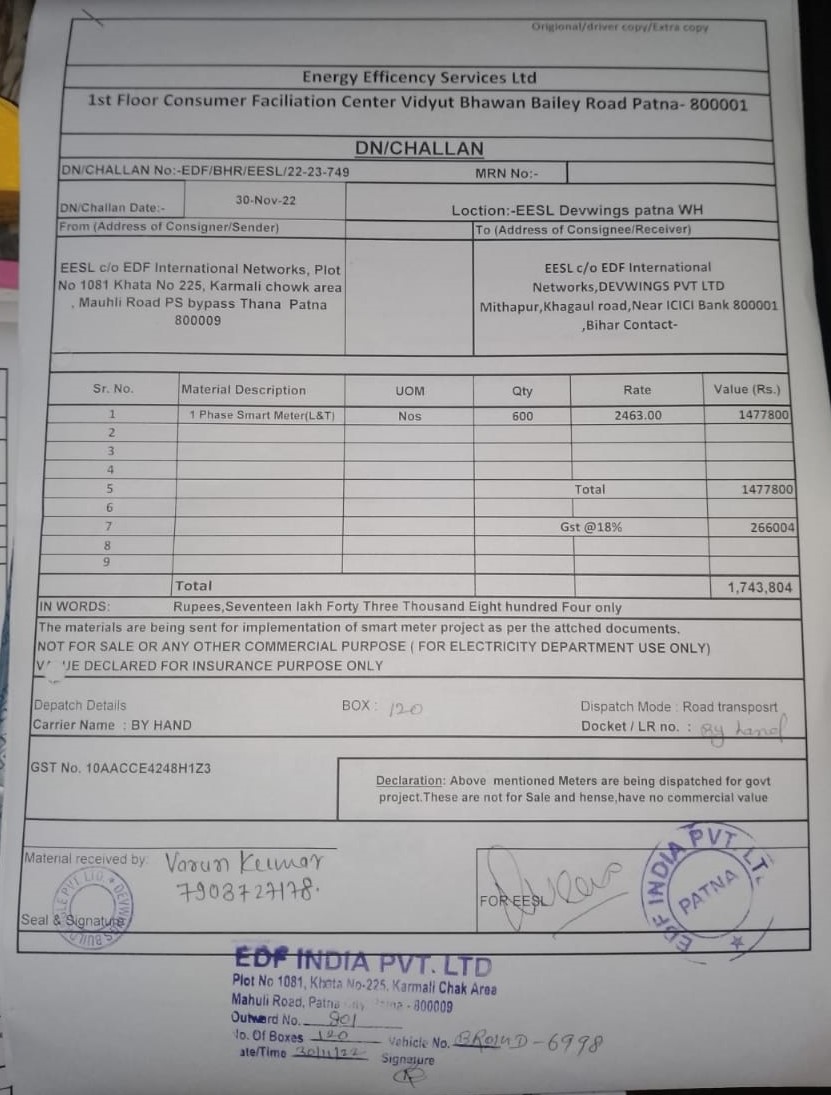 Origional/driver copy/Extra copy
Energy Efficency Services Ltd
1st Floor Consumer Faciliation Center Vidyut Bhawan Bailey Road Patna- 800001
DN/CHALLAN
DN/CHALLAN No:-EDF/BHR/EESL/22-23-749 MRN No:-
DN/Challan Date:- 30-Nov-22 Loction:-EESL Devwings patna WH
From (Address of Consigner/Sender) To (Address of Consignee/Receiver)
EESL c/o EDF International Networks, Plot
No 1081 Khata No 225, Karmali chowk area
, Mauhli Road PS bypass Thana Patna
800009
EESL c/o EDF International
Networks,DEVWINGS PVT LTD
Mithapur,Khagaul road,Near ICICI Bank 800001
,Bihar Contact-
Sr. No. Material Description UOM Qty Rate Value (Rs.)
1 1 Phase Smart Meter(L&T) Nos 600 2463.00 1477800
2
3
4
5 Total 1477800
6
7 Gst @18% 266004
8
9
Total 1,743,804
IN WORDS: Rupees,Seventeen lakh Forty Three Thousand Eight hundred Four only
The materials are being sent for implementation of smart meter project as per the attched documents.
NOT FOR SALE OR ANY OTHER COMMERCIAL PURPOSE ( FOR ELECTRICITY DEPARTMENT USE ONLY)
DECLARED FOR INSURANCE PURPOSE ONLY
Depatch Details BOX : 120 Dispatch Mode : Road transposrt
Carrier Name : BY HAND Docket / LR no. : By hand
GST No. 10AACCE4248H1Z3
Declaration: Above mentioned Meters are being dispatched for govt
project.These are not for Sale and hense,have no commercial value
Material received by: Varun Kumar
7903727178.
Seal & Signature
FOR EESL
EDF INDIA PVT. LT.
PATNA
EDF INDIA PVT. LTD
Plot No 1081, Khata No-225, Karmali Chak Area
Mahuli Road, Patna - 800009
Outward No. 801
No. Of Boxes 120 Vehicle No. BR01GD-6998
ate/Time 30/11/22 Signature